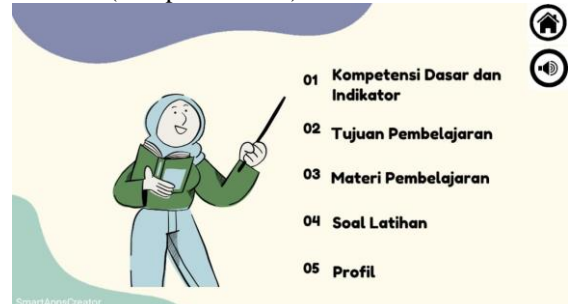 01 Kompetensi Dasar dan
Indikator
02 Tujuan Pembelajaran
03 Materi Pembelajaran
04 Soal Latihan
05 Profil
SmartAppsCreator